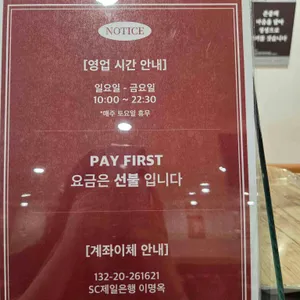 NOTICE
[영업 시간 안내]
일요일 - 금요일
10:00 ~ 22:30
*매주 토요일 휴무
PAY FIRST
요금은 선불 입니다
[계좌이체 안내]
132-20-261621
SC제일은행 이명옥